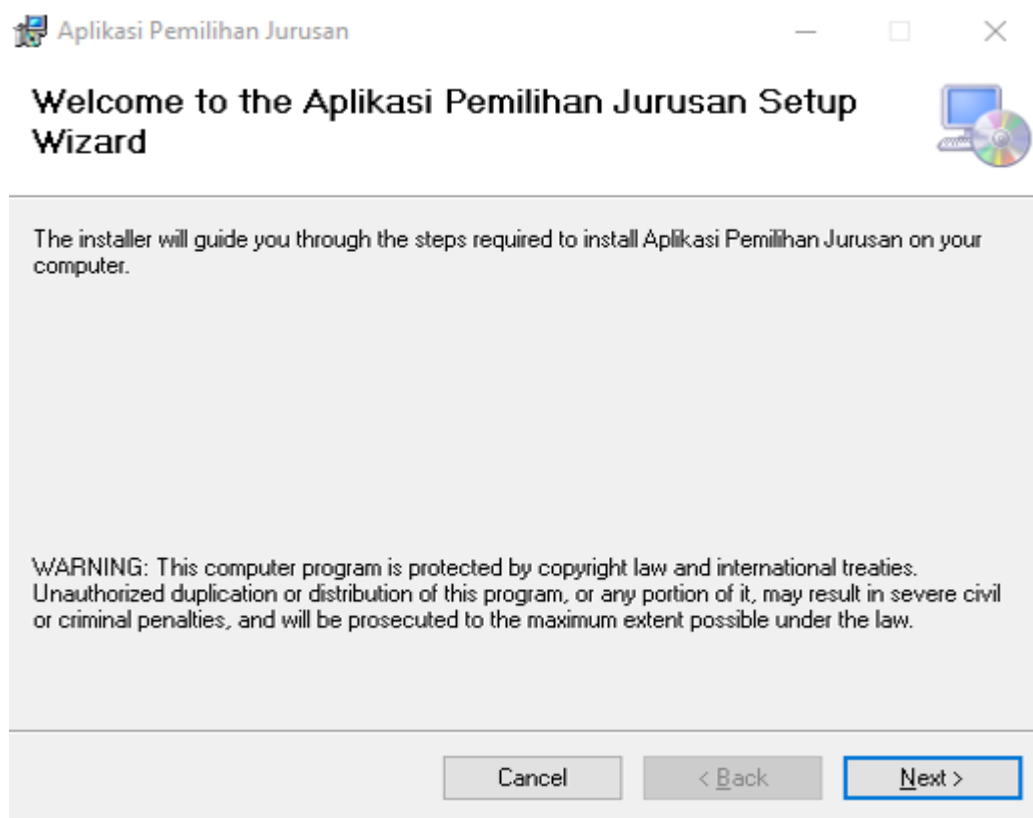 Aplikasi Pemilihan Jurusan
Welcome to the Aplikasi Pemilihan Jurusan Setup
Wizard
The installer will guide you through the steps required to install Aplikasi Pemilihan Jurusan on your
computer.
WARNING: This computer program is protected by copyright law and international treaties.
Unauthorized duplication or distribution of this program, or any portion of it, may result in severe civil
or criminal penalties, and will be prosecuted to the maximum extent possible under the law.
Cancel < Back Next >